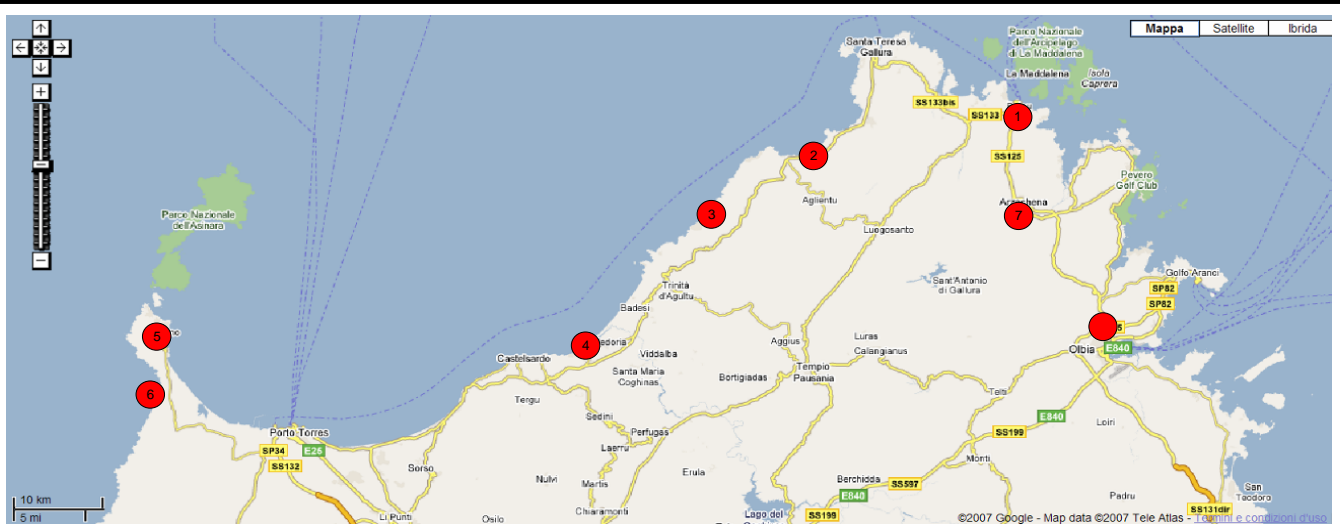 Mappa
Satellite
Ibrida
Santa Teresa
Gallura
Parco Nazionale
dell'Arcipelago
di La Maddalena
La Maddalena
Isola
Caprera
SS133bis
SS133
1
2
SS125
Pevero
Golf Club
Aglientu
3
7
Luogosanto
Parco Nazionale
dell'Asinara
Sant'Antonio
di Gallura
Golfo Aranci
SP82
SP82
Trinità
d'Agultu
Badesi
5
4
Viddalba
Aggius
Luras
Calangianus
Olbia
E840
Castelsardo
Santa Maria
Coghinas
Bortigiadas
Tempio
Pausania
6
Tergu
Telti
Sedini
E840
Loiri
Porto Torres
Perfugas
SS199
SP34
E25
Laerru
SS132
Sorso
Monti
Erula
Nulvi
Martis
Berchidda
SS597
E840
Padru
San
Teodoro
10 km
5 mi
Li Punti
Osilo
Chiaramonti
Lago del
SS199
SS131dir
©2007 Google - Map data ©2007 Tele Atlas - Termini e condizioni d'uso